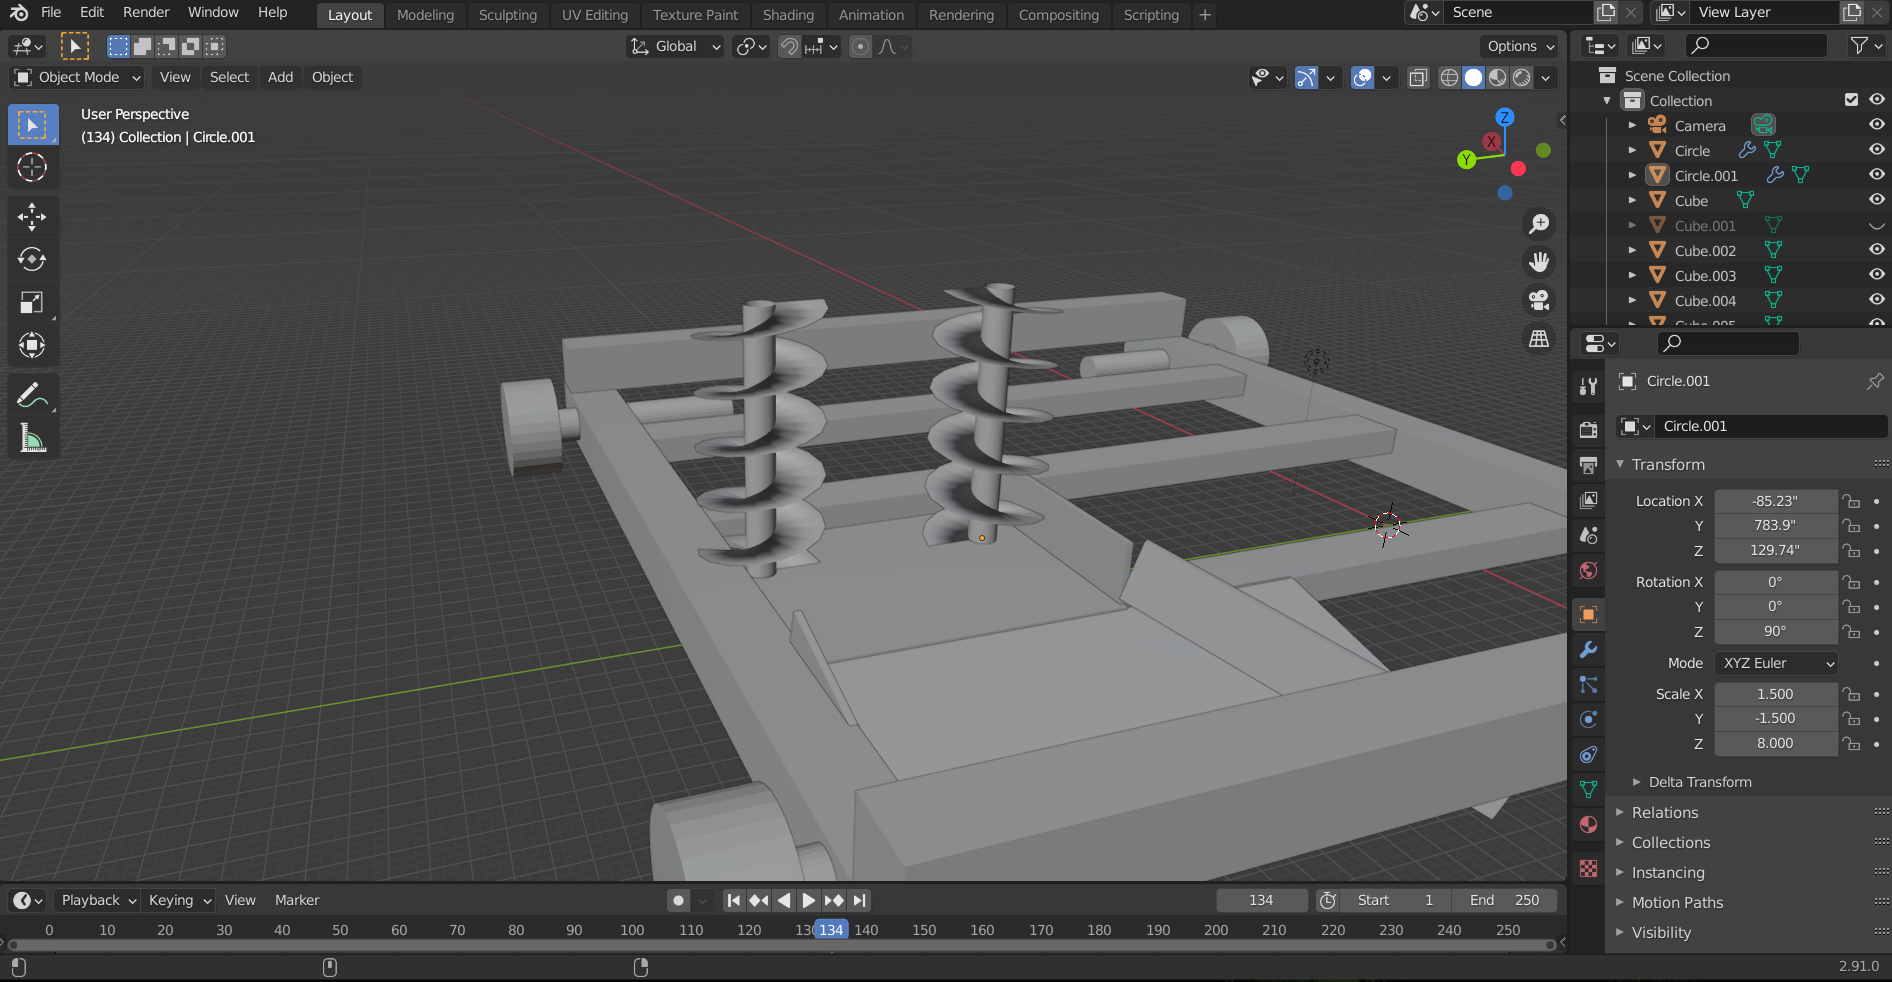 File Edit Render Window Help Layout Modeling Sculpting UV Editing Texture Paint Shading Animation Rendering Compositing Scripting + Scene View Layer
Global Options
Object Mode View Select Add Object
User Perspective
(134) Collection | Circle.001
Z
X
Y
Scene Collection
Collection
Camera
Circle
Circle.001
Cube
Cube.001
Cube.002
Cube.003
Cube.004
Cube.005
Circle.001
Circle.001
Transform
Location X -85.23"
Y 783.9"
Z 129.74"
Rotation X 0°
Y 0°
Z 90°
Mode XYZ Euler
Scale X 1.500
Y -1.500
Z 8.000
Delta Transform
Relations
Collections
Instancing
Motion Paths
Visibility
Playback Keying View Marker 134 Start 1 End 250
0 10 20 30 40 50 60 70 80 90 100 110 120 134 140 150 160 170 180 190 200 210 220 230 240 250
2.91.0